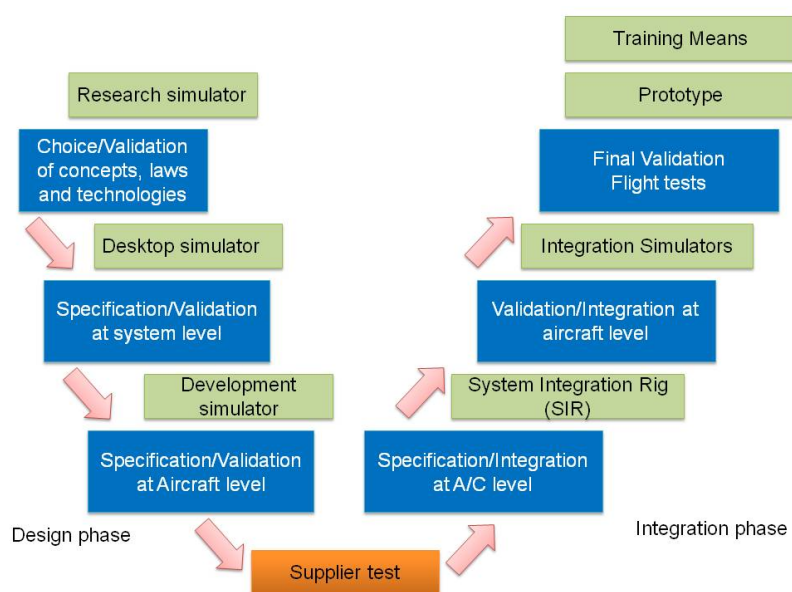 Training Means
Research simulator
Prototype
Choice/Validation
of concepts, laws
and technologies
Final Validation
Flight tests
Desktop simulator
Integration Simulators
Specification/Validation
at system level
Validation/Integration at
aircraft level
Development
simulator
System Integration Rig
(SIR)
Specification/Validation
at Aircraft level
Specification/Integration
at A/C level
Design phase
Integration phase
Supplier test